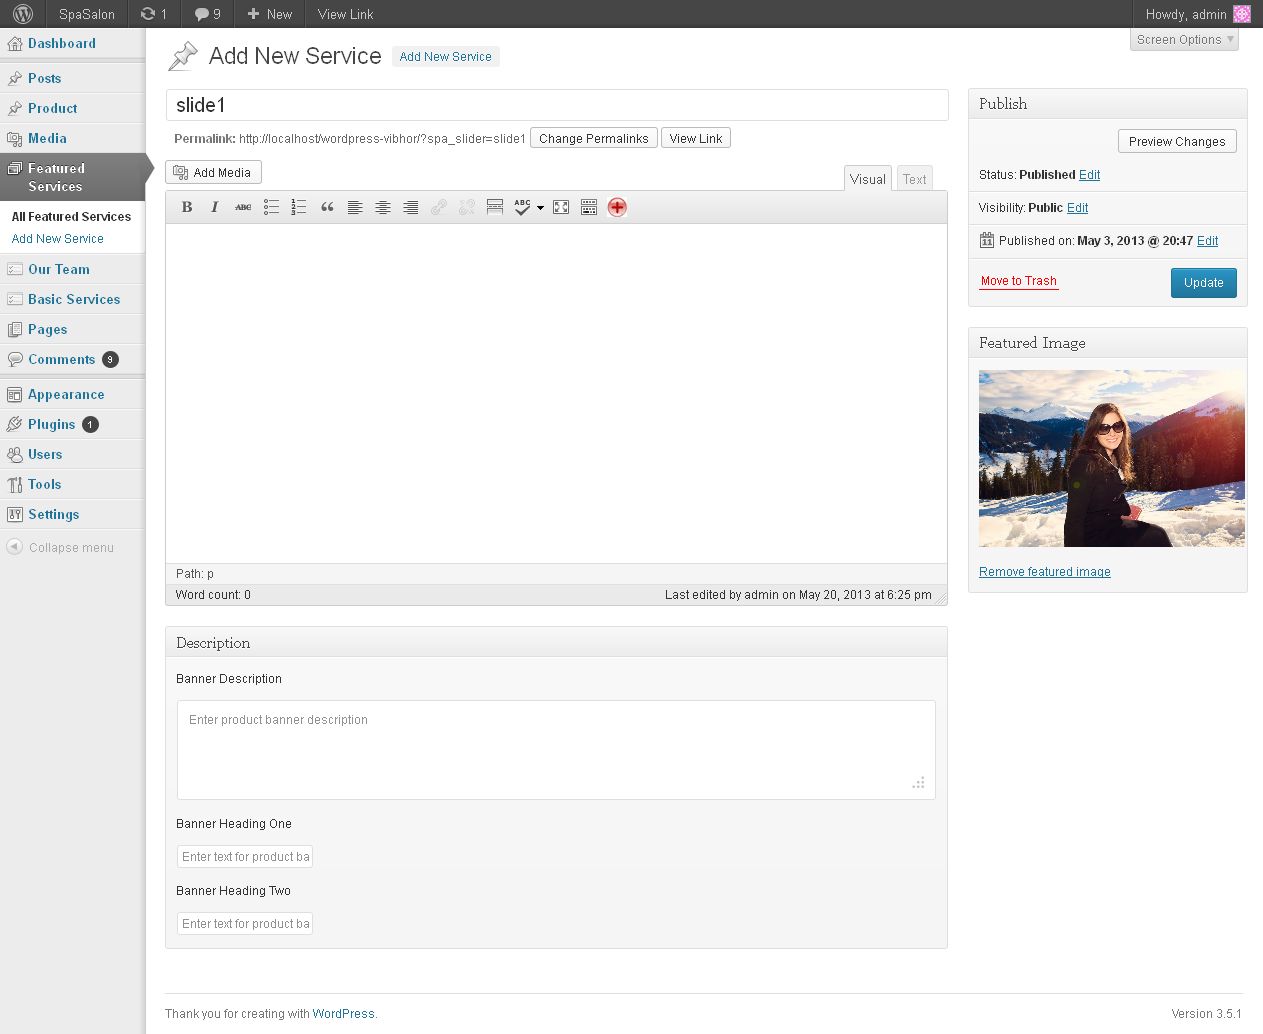 SpaSalon 1 9 New View Link Howdy, admin
Screen Options
Dashboard
Posts
Product
Media
Featured
Services
All Featured Services
Add New Service
Our Team
Basic Services
Pages
Comments 9
Appearance
Plugins 1
Users
Tools
Settings
Collapse menu
Add New Service Add New Service
slide1
Permalink: http://localhost/wordpress-vibhor/?spa_slider=slide1 Change Permalinks View Link
Add Media Visual Text
B I ABC 1 2 3 “ ABC
Path: p
Word count: 0 Last edited by admin on May 20, 2013 at 6:25 pm
Description
Banner Description
Enter product banner description
Banner Heading One
Enter text for product ba
Banner Heading Two
Enter text for product ba
Publish
Preview Changes
Status: Published Edit
Visibility: Public Edit
11 Published on: May 3, 2013 @ 20:47 Edit
Move to Trash Update
Featured Image
Remove featured image
Thank you for creating with WordPress. Version 3.5.1